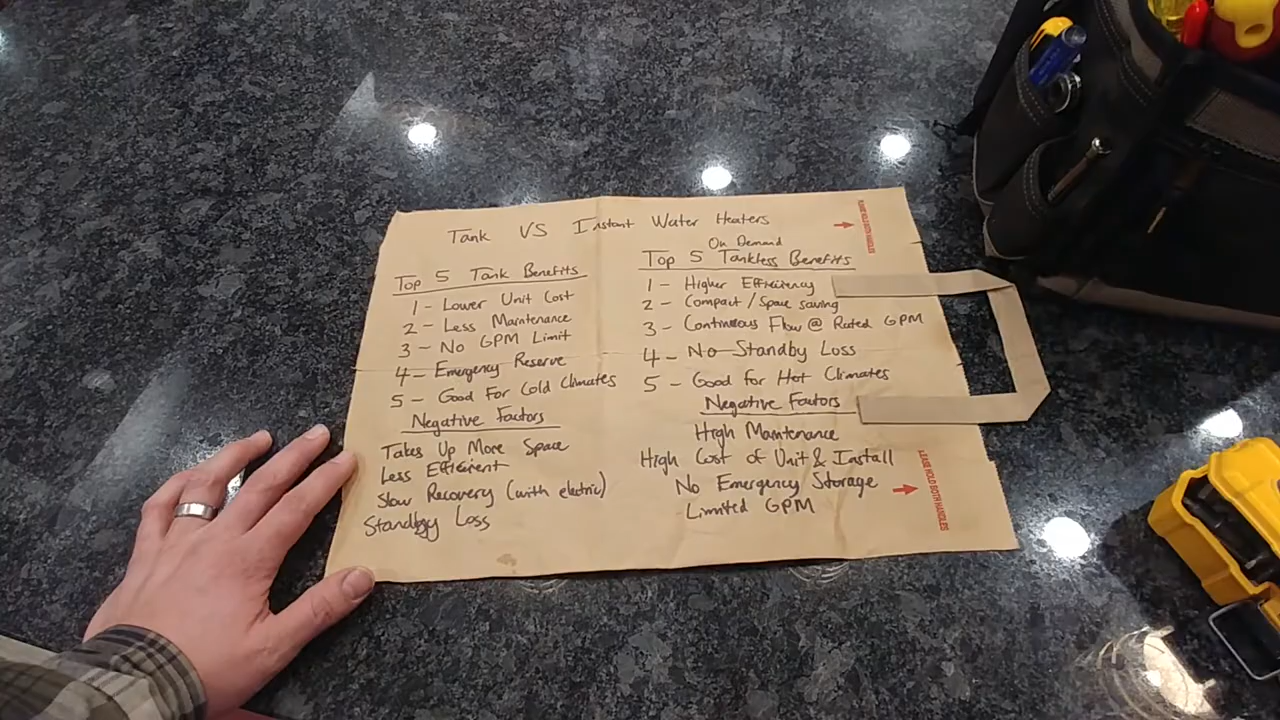 Tank VS Instant Water Heaters
Top 5 Tank Benefits
1 - Lower Unit Cost
2 - Less Maintenance
3 - No GPM Limit
4 - Emergency Reserve
5 - Good For Cold Climates
Negative Factors
Takes Up More Space
Less Efficient
Slow Recovery (with electric)
Standby Loss
On Demand
Top 5 Tankless Benefits
1 - Higher Efficiency
2 - Compact / Space saving
3 - Continuous Flow @ Rated GPM
4 - No Standby Loss
5 - Good for Hot Climates
Negative Factors
High Maintenance
High Cost of Unit & Install
No Emergency Storage
Limited GPM
LEASE HOLD BOTH HANDLES